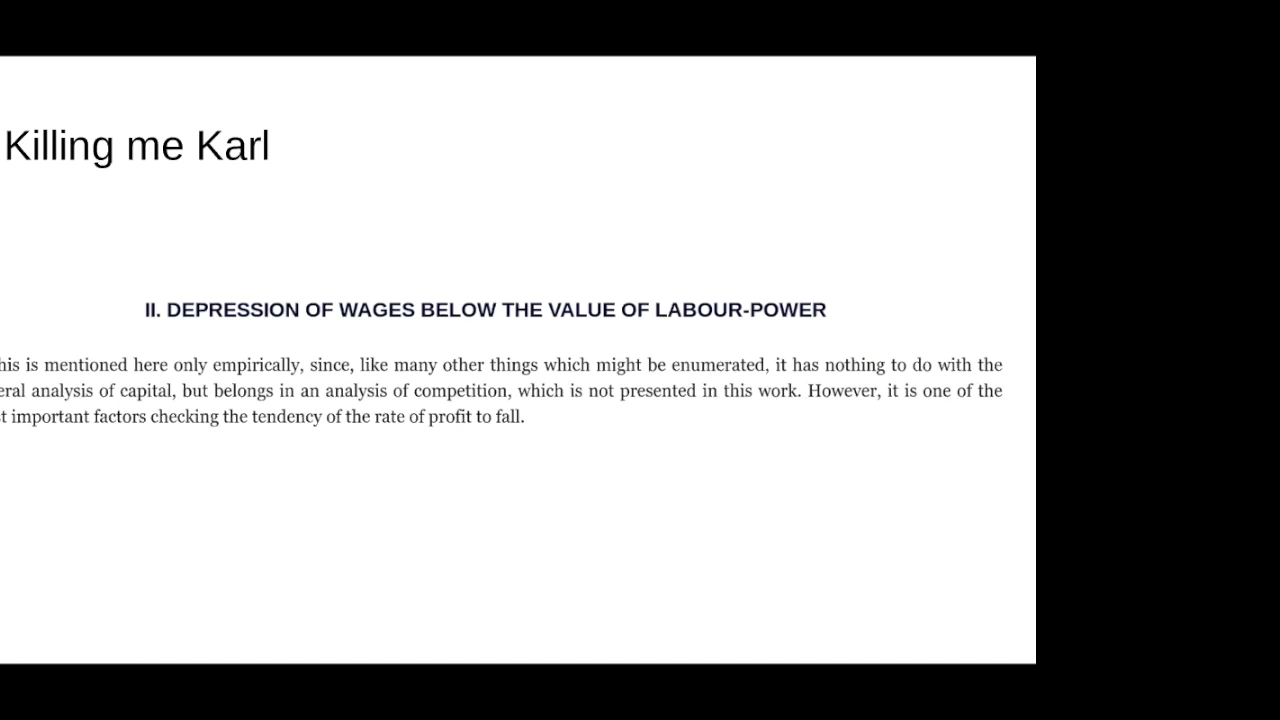 Killing me Karl
II. DEPRESSION OF WAGES BELOW THE VALUE OF LABOUR-POWER
his is mentioned here only empirically, since, like many other things which might be enumerated, it has nothing to do with the
eral analysis of capital, but belongs in an analysis of competition, which is not presented in this work. However, it is one of the
t important factors checking the tendency of the rate of profit to fall.